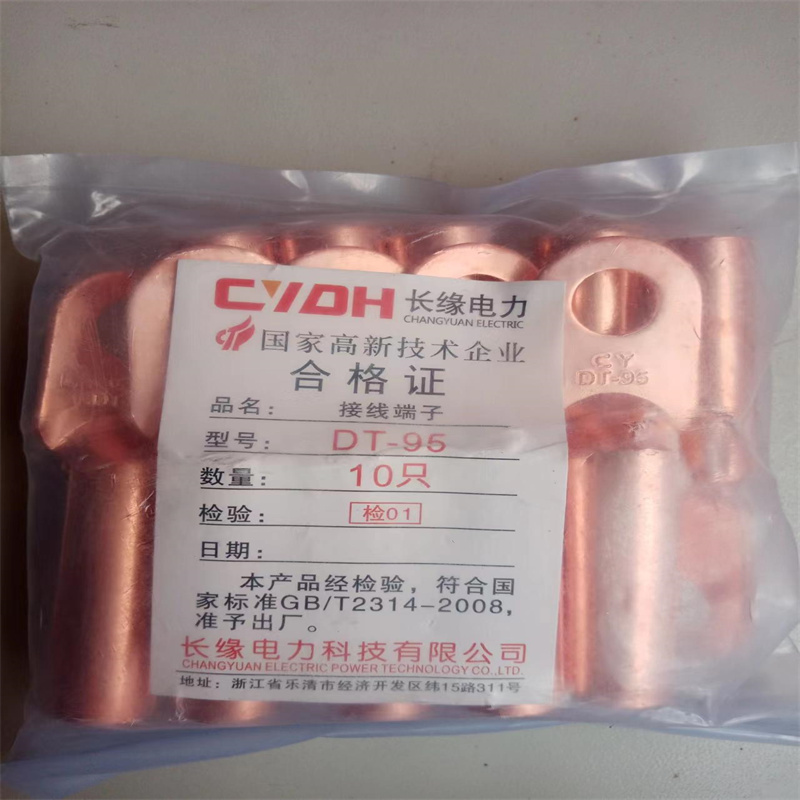 CYDH 长缘电力
CHANGYUAN ELECTRIC
国家高新技术企业
合格证
品名： 接线端子
型号： DT-95
数量： 10只
检验： 检01
日期：
本产品经检验，符合国
家标准GB/T2314-2008，
准予出厂。
长缘电力科技有限公司
CHANGYUAN ELECTRIC POWER TECHNOLOGY CO.,LTD.
地址：浙江省乐清市经济开发区纬15路311号
CY
DT-95